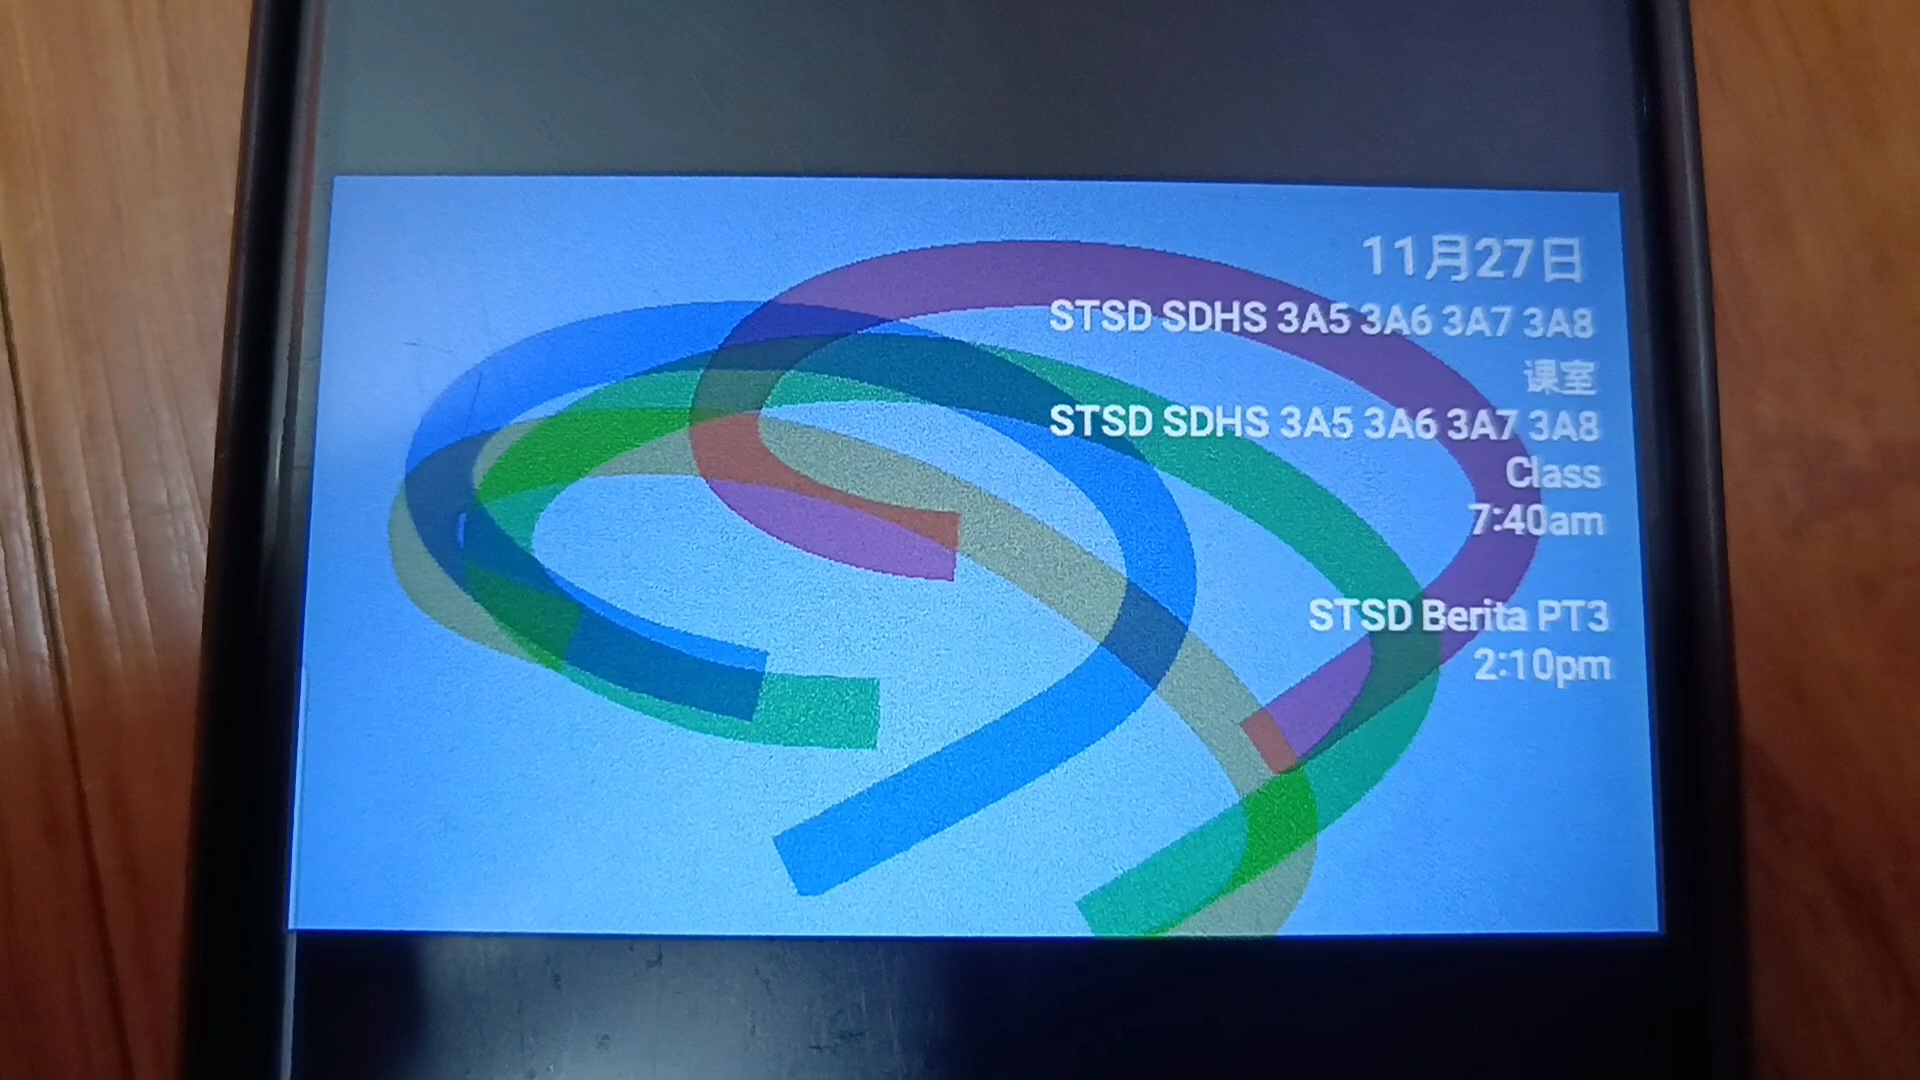 11月27日
STSD SDHS 3A5 3A6 3A7 3A8
课室
STSD SDHS 3A5 3A6 3A7 3A8
Class
7:40am
STSD Berita PT3
2:10pm